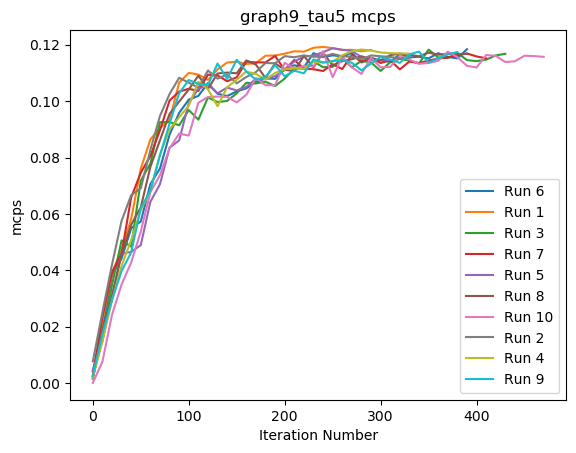 graph9_tau5 mcps
mcps
0.12
0.10
0.08
0.06
0.04
0.02
0.00
0
100
200
300
400
Iteration Number
Run 6
Run 1
Run 3
Run 7
Run 5
Run 8
Run 10
Run 2
Run 4
Run 9